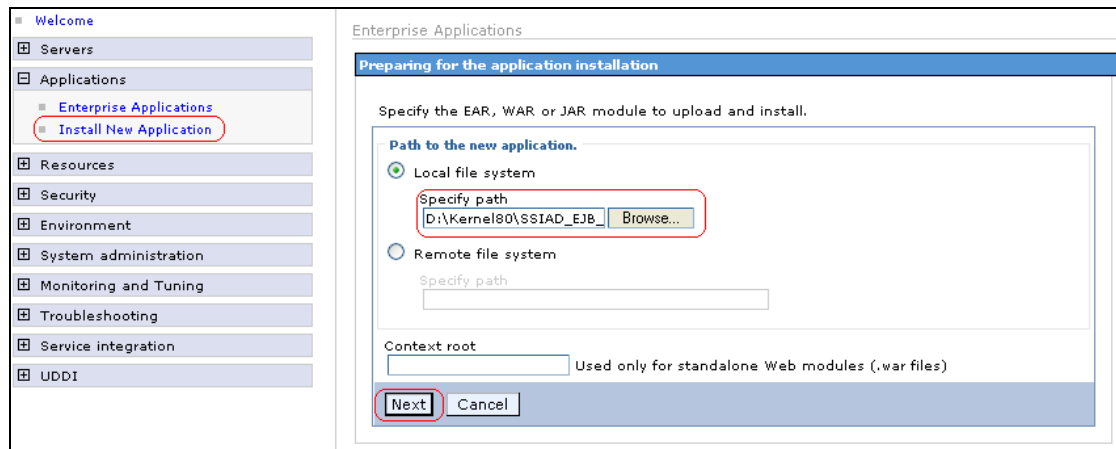 Welcome
Servers
Applications
Enterprise Applications
Install New Application
Resources
Security
Environment
System administration
Monitoring and Tuning
Troubleshooting
Service integration
UDDI
Enterprise Applications
Preparing for the application installation
Specify the EAR, WAR or JAR module to upload and install.
Path to the new application.
Local file system
Specify path
D:\Kernel80\SSIAD_EJB_ Browse...
Remote file system
Specify path
Context root
Used only for standalone Web modules (.war files)
Next Cancel